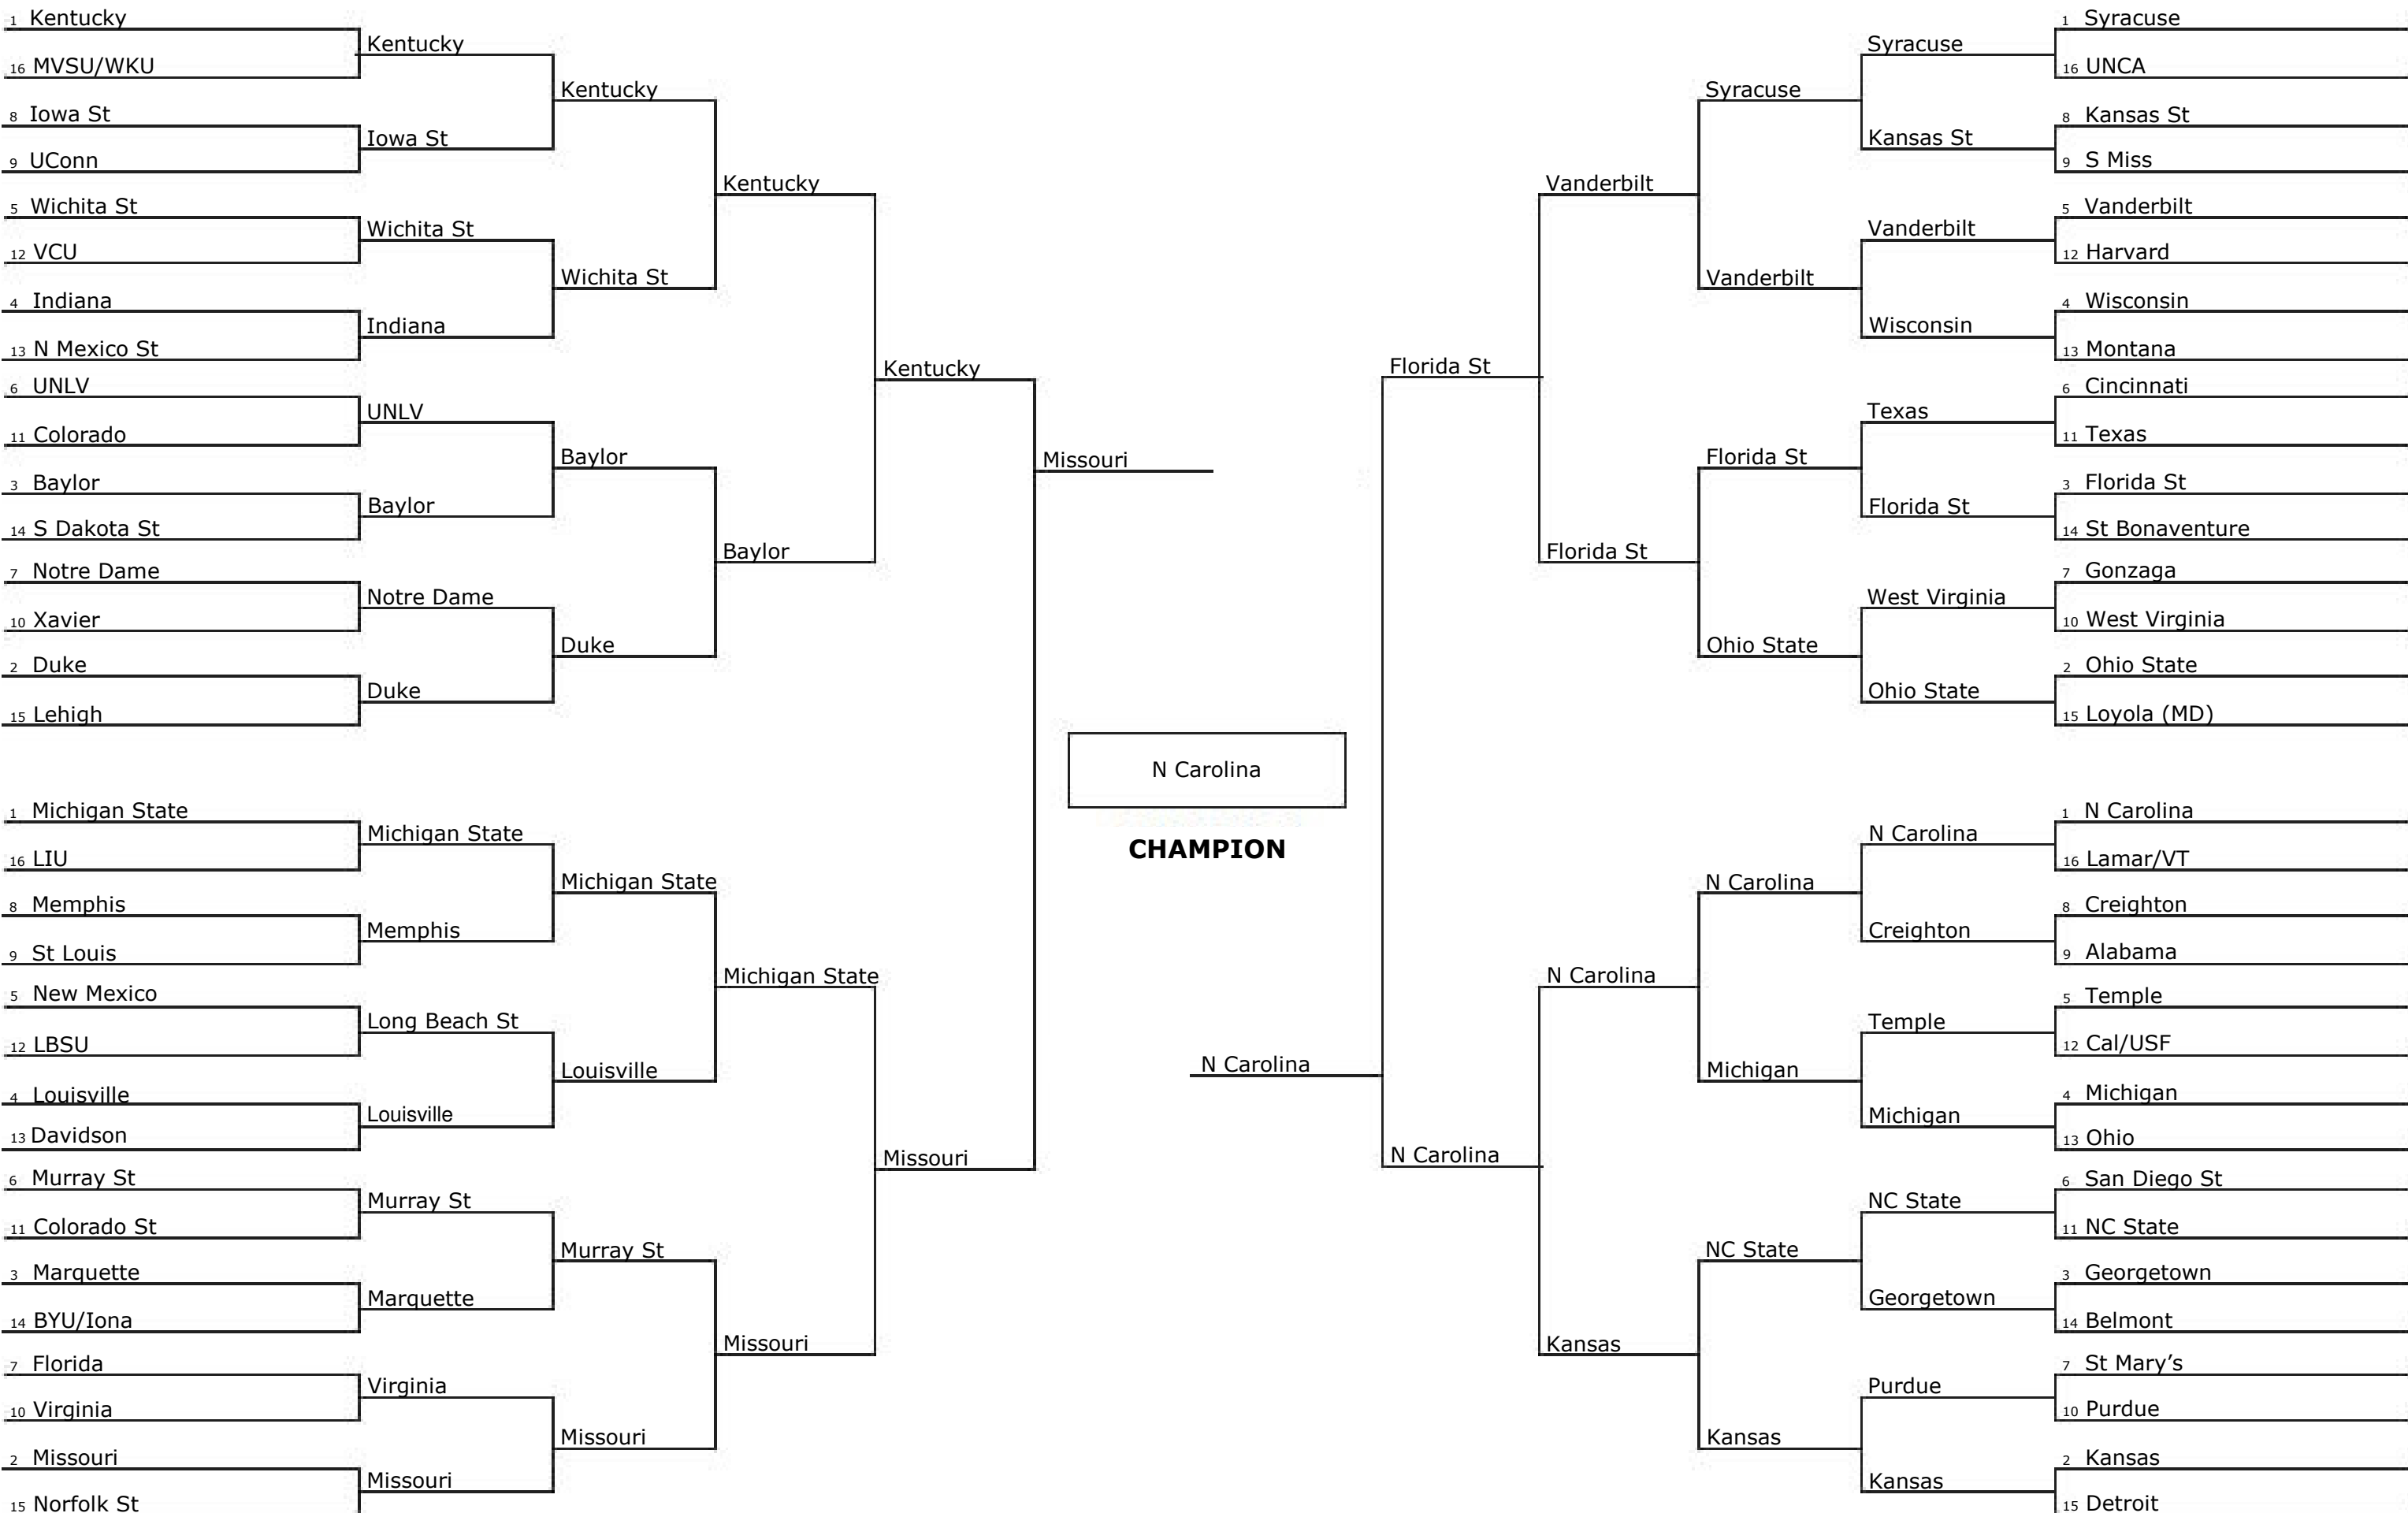 1 Kentucky
16 MVSU/WKU
8 Iowa St
9 UConn
5 Wichita St
12 VCU
4 Indiana
13 N Mexico St
6 UNLV
11 Colorado
3 Baylor
14 S Dakota St
7 Notre Dame
10 Xavier
2 Duke
15 Lehigh
1 Michigan State
16 LIU
8 Memphis
9 St Louis
5 New Mexico
12 LBSU
4 Louisville
13 Davidson
6 Murray St
11 Colorado St
3 Marquette
14 BYU/Iona
7 Florida
10 Virginia
2 Missouri
15 Norfolk St
Kentucky
Iowa St
Wichita St
Indiana
UNLV
Baylor
Notre Dame
Duke
Michigan State
Memphis
Long Beach St
Louisville
Murray St
Marquette
Virginia
Missouri
Kentucky
Wichita St
Baylor
Duke
Michigan State
Louisville
Murray St
Missouri
Kentucky
Baylor
Michigan State
Missouri
Kentucky
Missouri
Missouri
N Carolina
CHAMPION
N Carolina
Florida St
N Carolina
Vanderbilt
Florida St
N Carolina
Kansas
Syracuse
Vanderbilt
Florida St
Ohio State
N Carolina
Michigan
NC State
Kansas
Syracuse
Kansas St
Vanderbilt
Wisconsin
Texas
Florida St
West Virginia
Ohio State
N Carolina
Creighton
Temple
Michigan
NC State
Georgetown
Purdue
Kansas
1 Syracuse
16 UNCA
8 Kansas St
9 S Miss
5 Vanderbilt
12 Harvard
4 Wisconsin
13 Montana
6 Cincinnati
11 Texas
3 Florida St
14 St Bonaventure
7 Gonzaga
10 West Virginia
2 Ohio State
15 Loyola (MD)
1 N Carolina
16 Lamar/VT
8 Creighton
9 Alabama
5 Temple
12 Cal/USF
4 Michigan
13 Ohio
6 San Diego St
11 NC State
3 Georgetown
14 Belmont
7 St Mary’s
10 Purdue
2 Kansas
15 Detroit